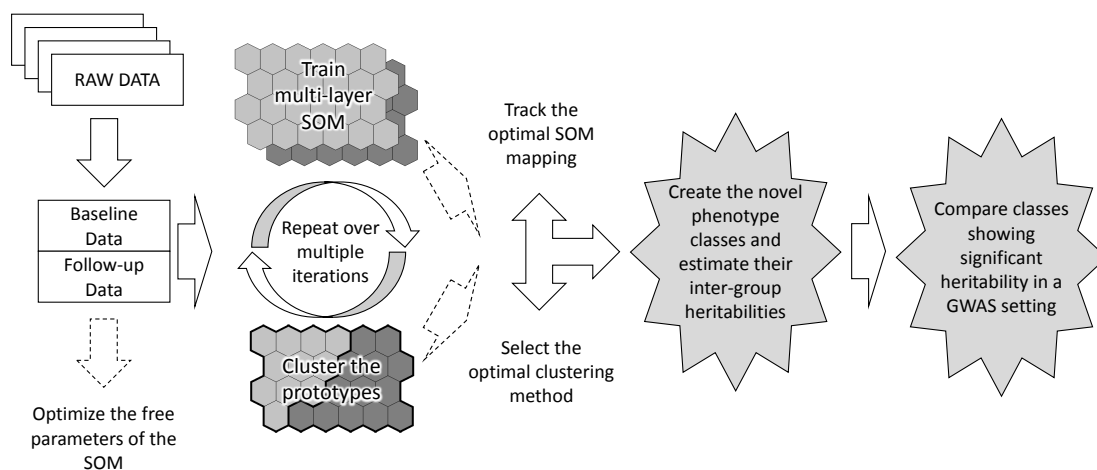 RAW DATA
Baseline
Data
Follow-up
Data
Optimize the free
parameters of the
SOM
Train
multi-layer
SOM
Repeat over
multiple
iterations
Cluster the
prototypes
Track the
optimal SOM
mapping
Select the
optimal clustering
method
Create the novel
phenotype
classes and
estimate their
inter-group
heritabilities
Compare classes
showing
significant
heritability in a
GWAS setting